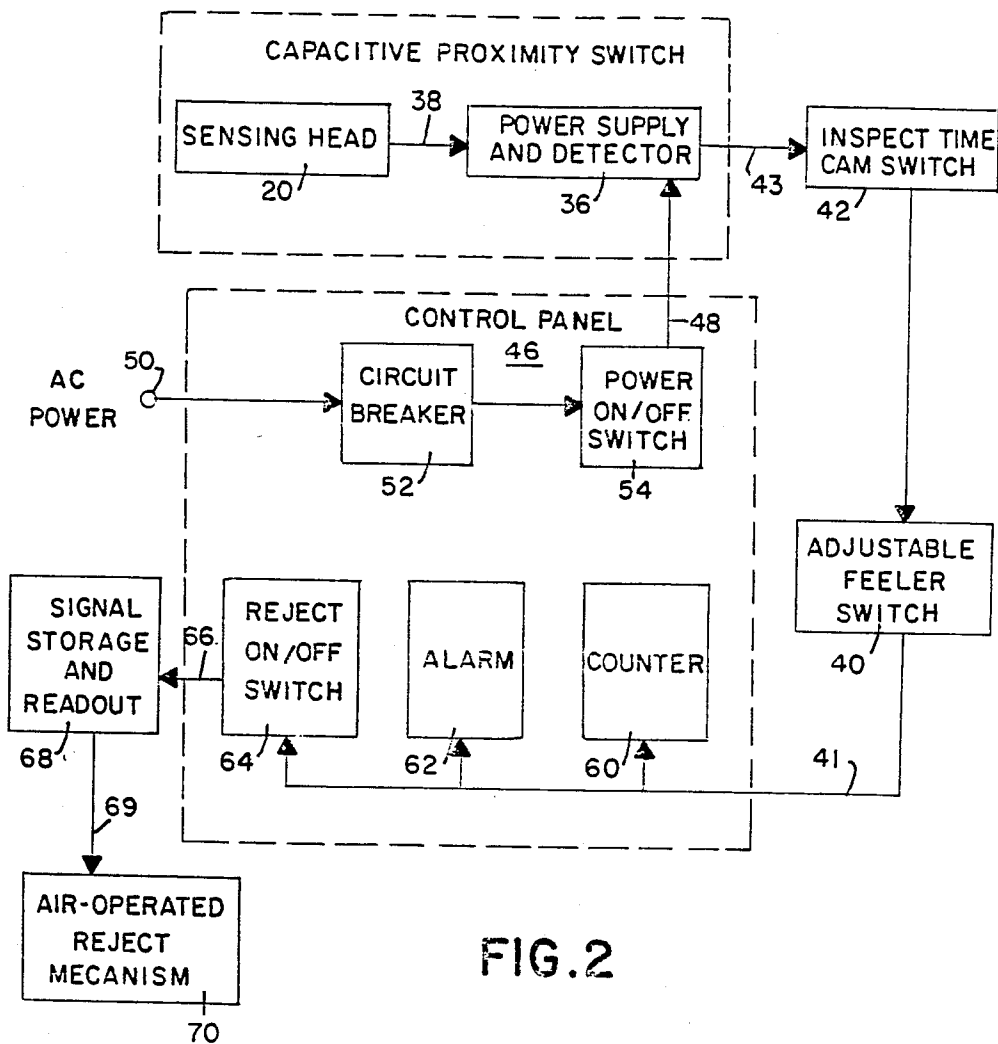 CAPACITIVE PROXIMITY SWITCH
SENSING HEAD
20
38
POWER SUPPLY
AND DETECTOR
36
43
INSPECT TIME
CAM SWITCH
42
CONTROL PANEL
46
48
AC
POWER
50
CIRCUIT
BREAKER
52
POWER
ON/OFF
SWITCH
54
ADJUSTABLE
FEELER
SWITCH
40
41
SIGNAL
STORAGE
AND
READOUT
68
66
REJECT
ON/OFF
SWITCH
64
ALARM
62
COUNTER
60
69
AIR-OPERATED
REJECT
MECANISM
70
FIG.2